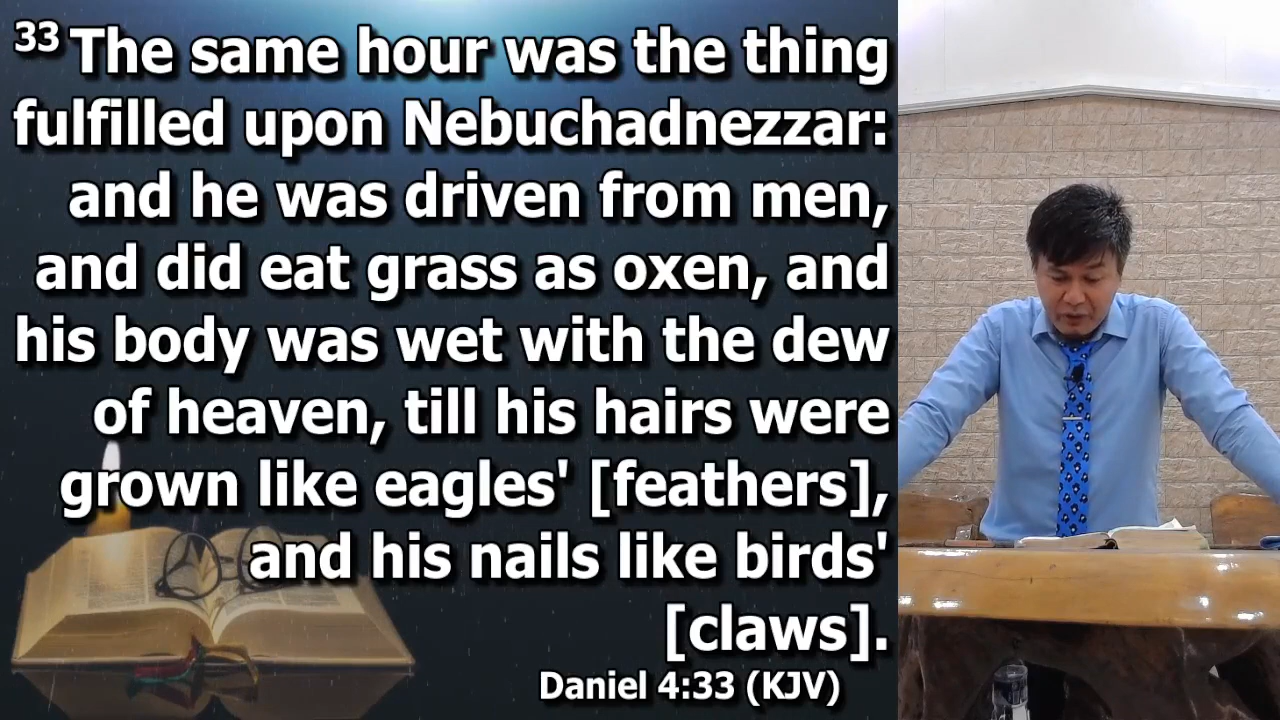 33 The same hour was the thing
fulfilled upon Nebuchadnezzar:
and he was driven from men,
and did eat grass as oxen, and
his body was wet with the dew
of heaven, till his hairs were
grown like eagles' [feathers],
and his nails like birds'
[claws].
Daniel 4:33 (KJV)